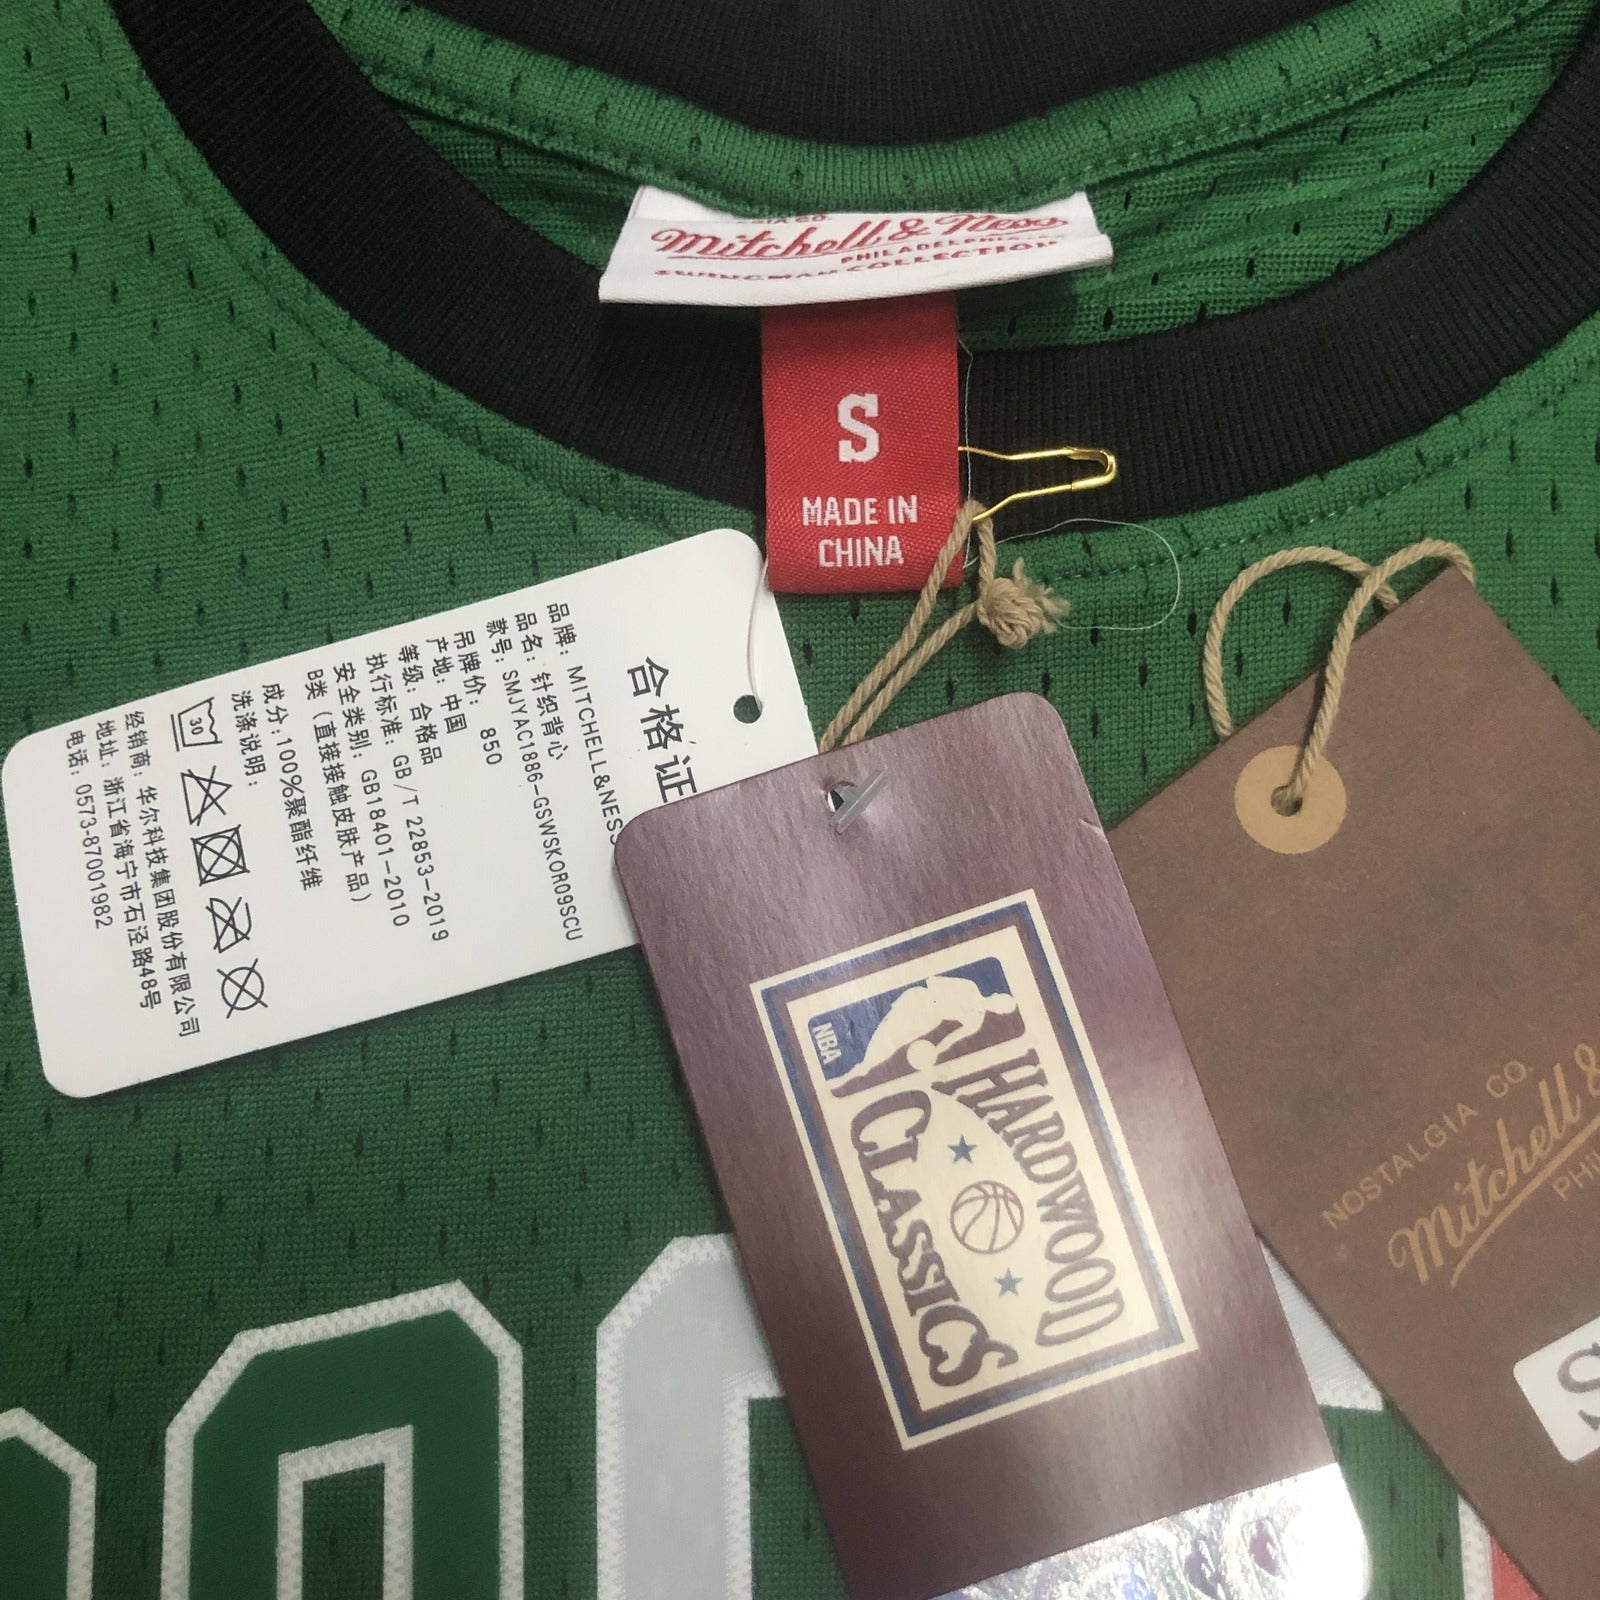 Mitchell & Ness
PHILADELPHIA
SWINGMAN COLLECTION
S
MADE IN
CHINA
合格证
品牌: MITCHELL&NESS
品名: 针织背心
款号: SMJYAC1886-GSWSKOR09SCU
吊牌价: 850
产地: 中国
等级: 合格品
执行标准: GB/T 22853-2019
安全类别: GB18401-2010
B类（直接接触皮肤产品）
成分:100%聚酯纤维
洗涤说明:
30
经销商: 华尔科技集团股份有限公司
地址: 浙江省海宁市石泾路48号
电话: 0573-87001982
NBA
HARDWOOD
CLASSICS
NOSTALGIA CO.
Mitchell &
S